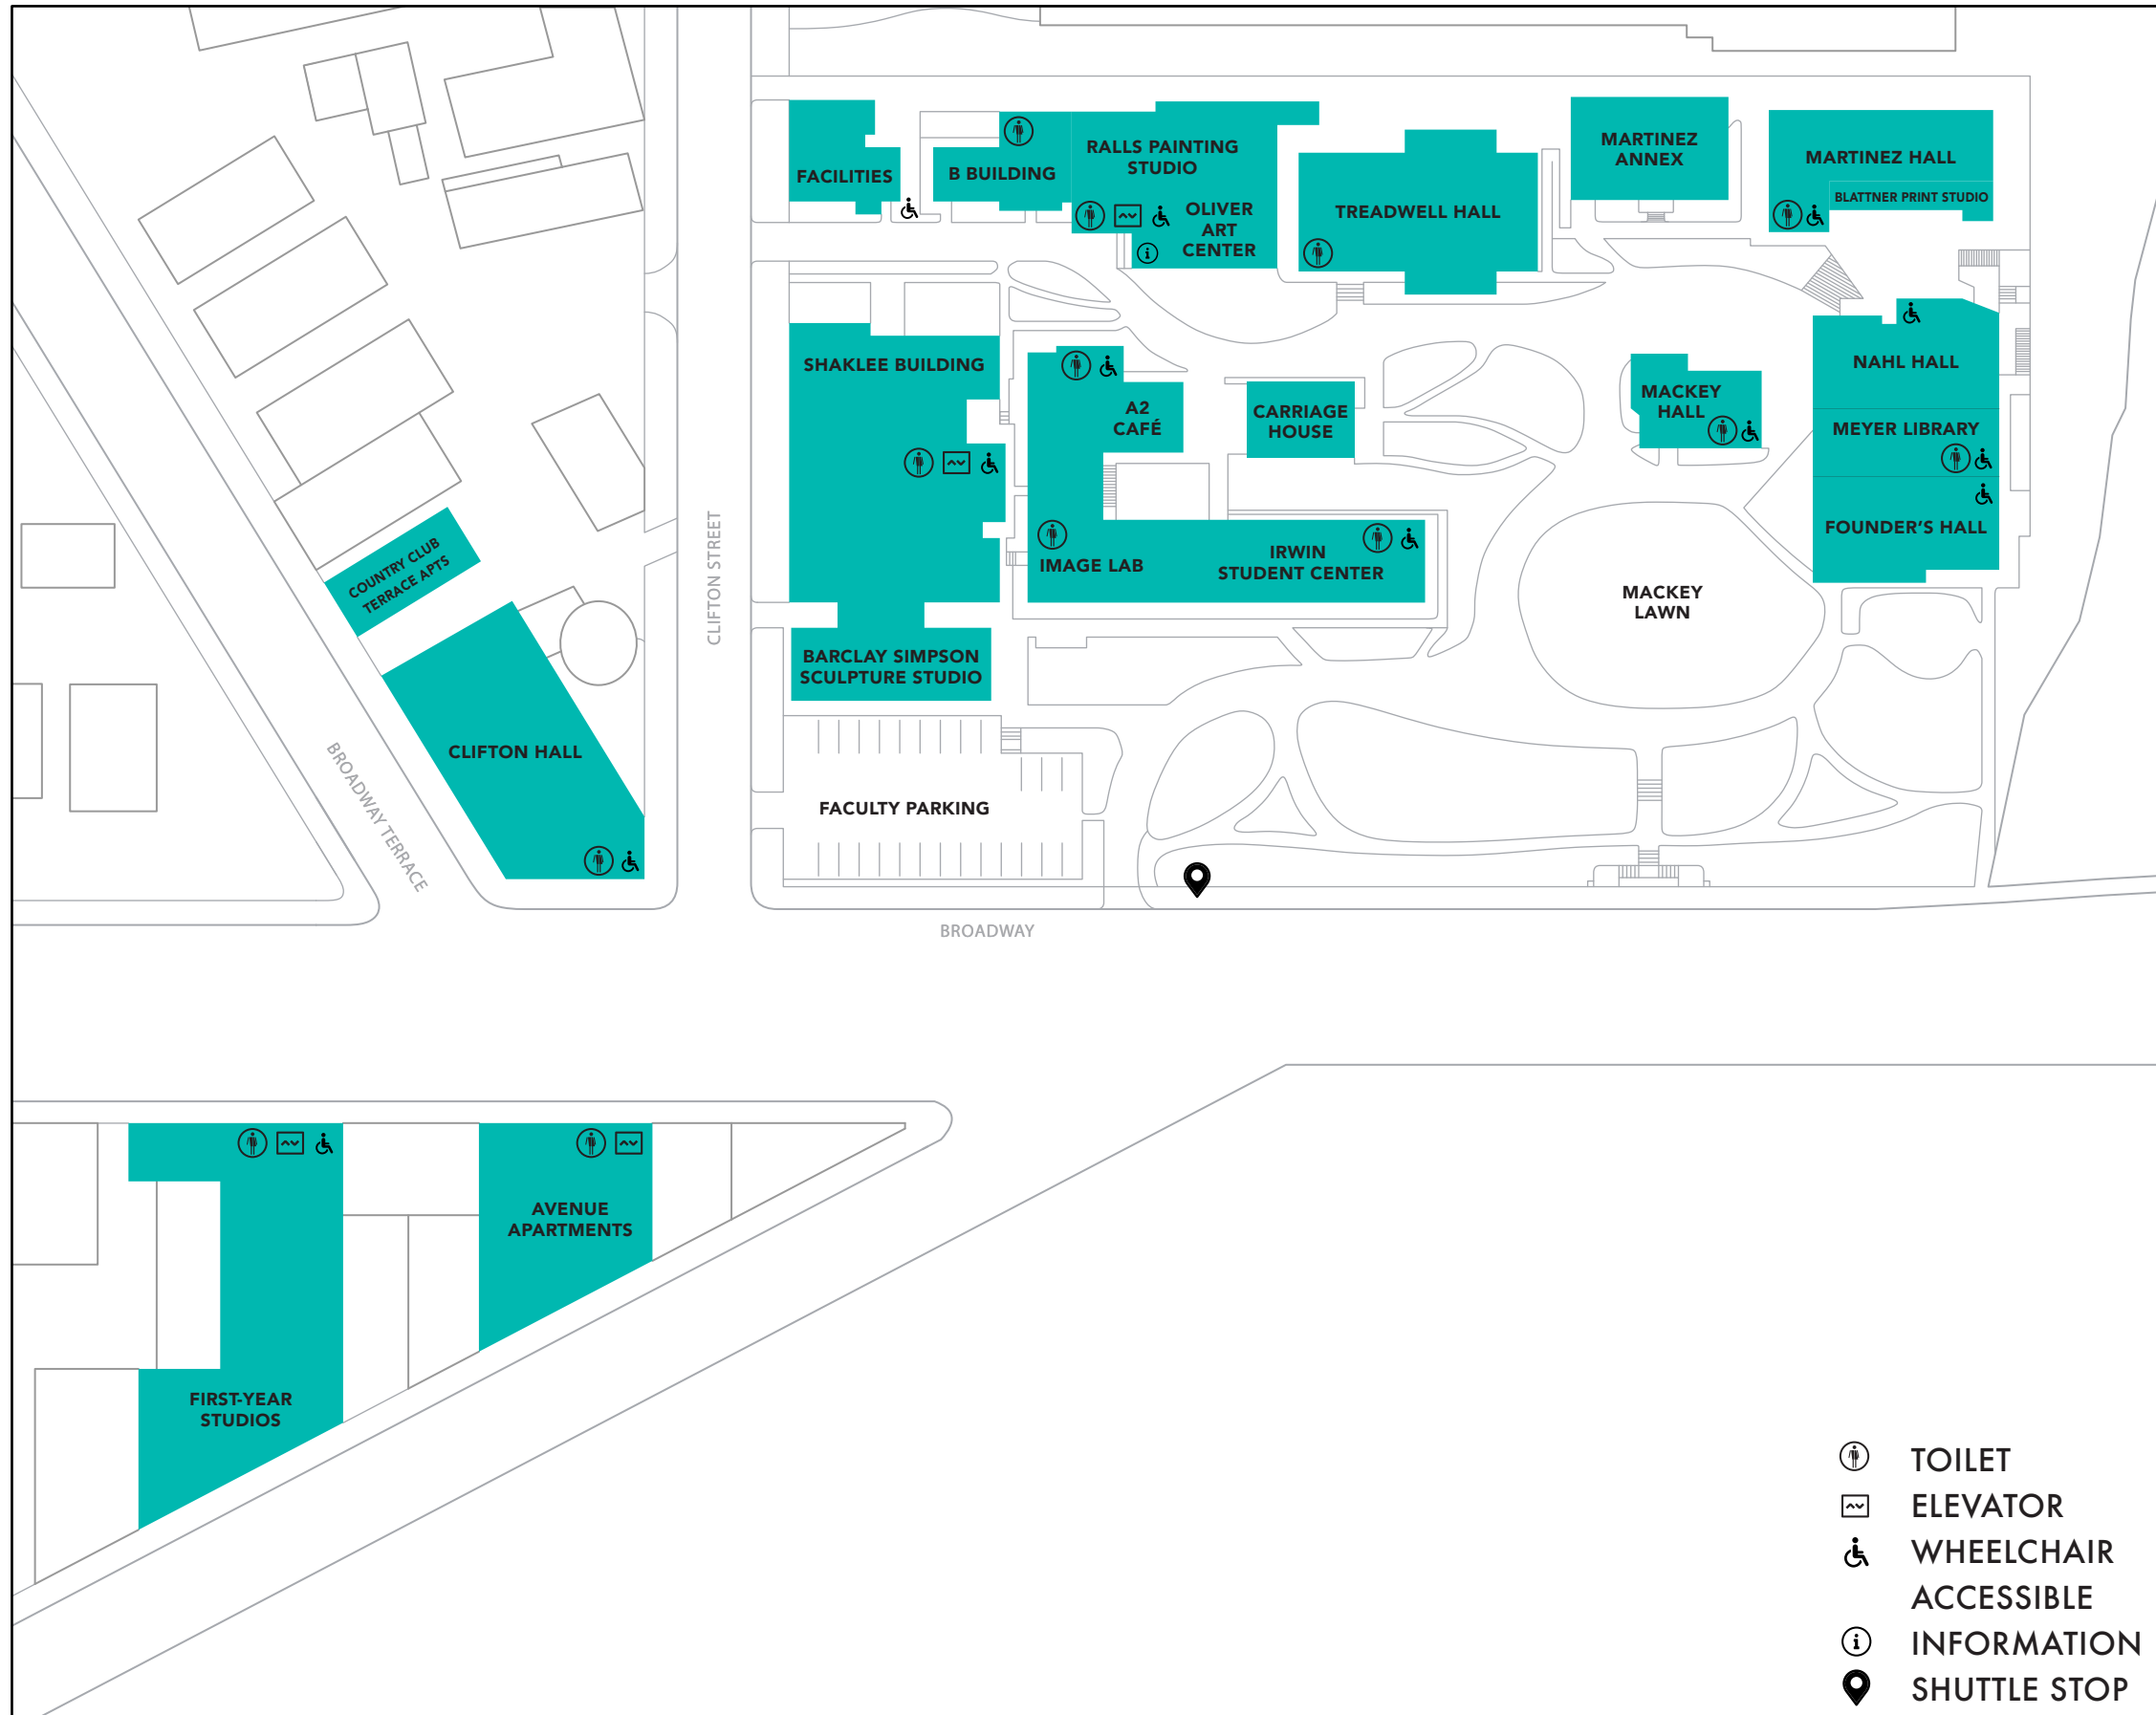 FACILITIES
B BUILDING
RALLS PAINTING
STUDIO
OLIVER
ART
CENTER
TREADWELL HALL
MARTINEZ
ANNEX
MARTINEZ HALL
BLATTNER PRINT STUDIO
SHAKLEE BUILDING
A2
CAFÉ
CARRIAGE
HOUSE
MACKEY
HALL
NAHL HALL
MEYER LIBRARY
FOUNDER'S HALL
IMAGE LAB
IRWIN
STUDENT CENTER
MACKEY
LAWN
COUNTRY CLUB
TERRACE APTS
CLIFTON STREET
BARCLAY SIMPSON
SCULPTURE STUDIO
CLIFTON HALL
BROADWAY TERRACE
FACULTY PARKING
BROADWAY
AVENUE
APARTMENTS
FIRST-YEAR
STUDIOS
TOILET
ELEVATOR
WHEELCHAIR
ACCESSIBLE
INFORMATION
SHUTTLE STOP